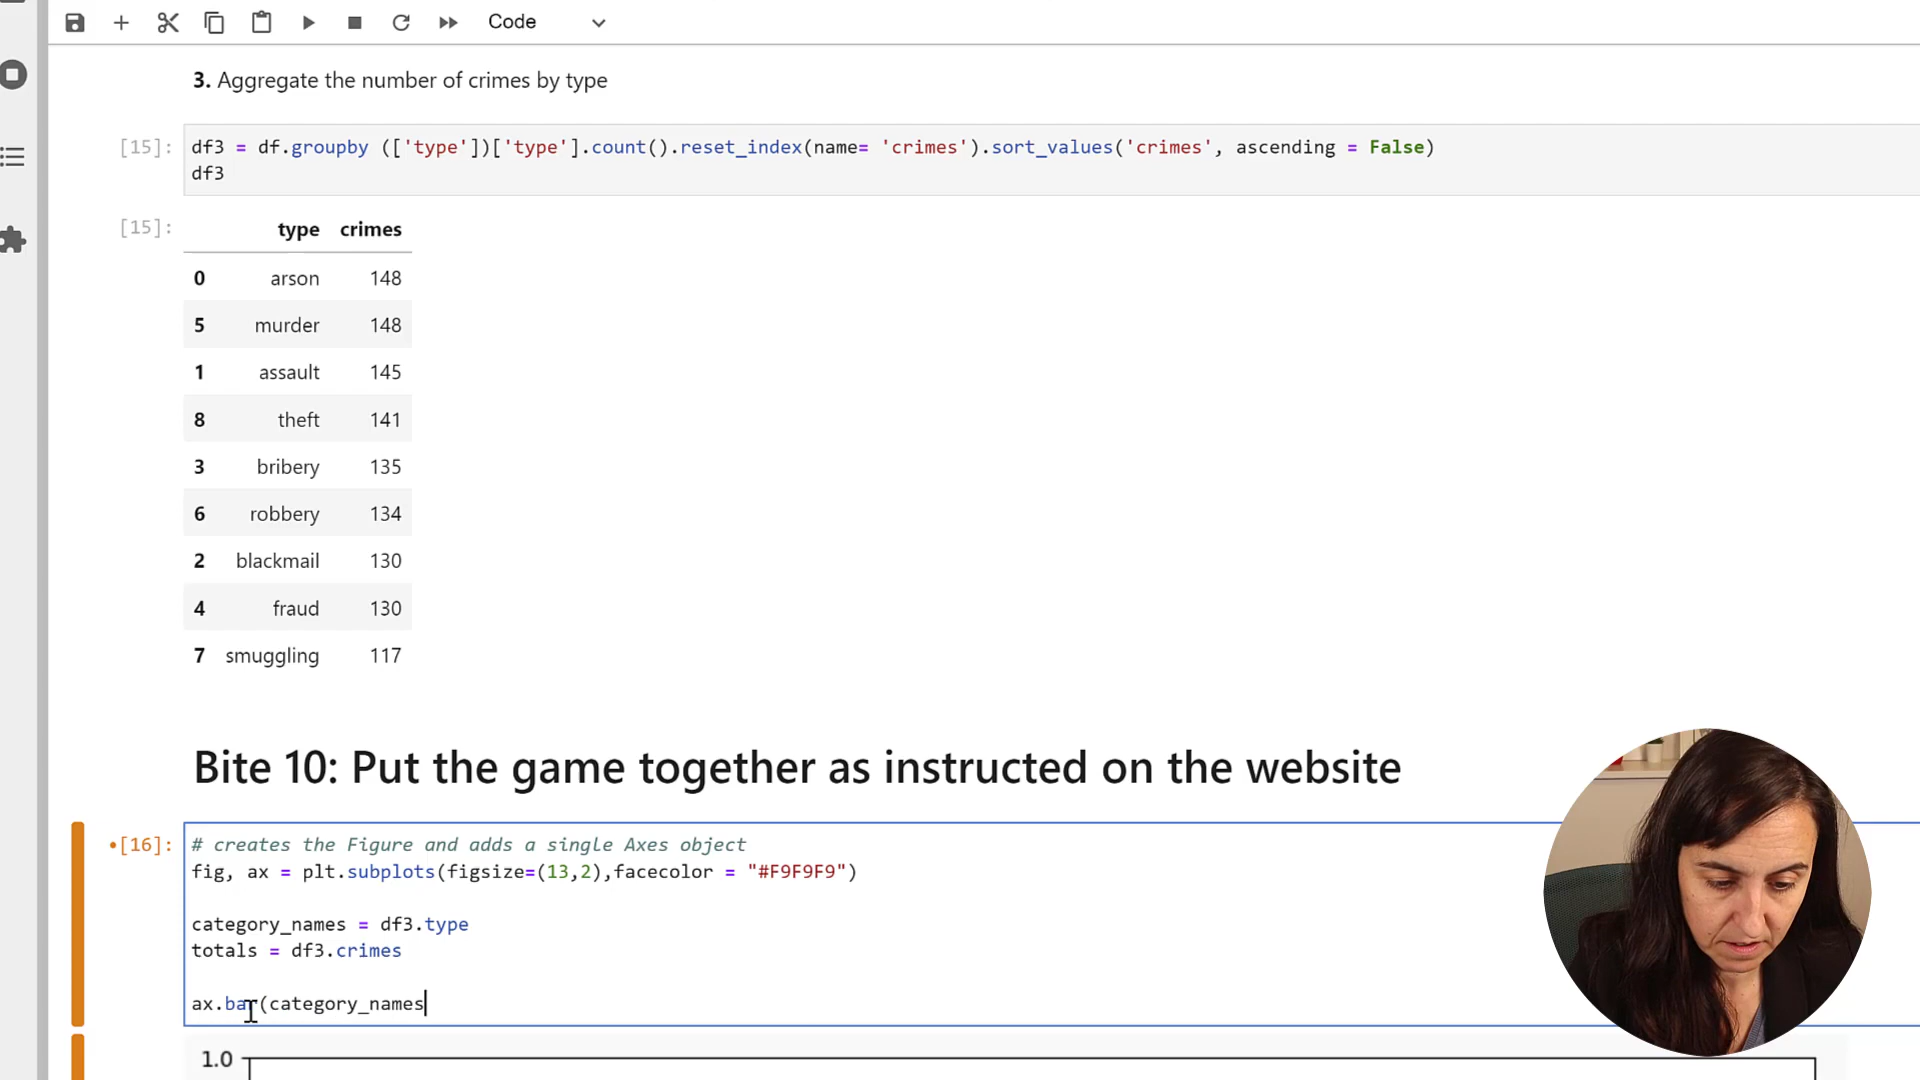 Code
3. Aggregate the number of crimes by type
[15]: df3 = df.groupby (['type'])['type'].count().reset_index(name= 'crimes').sort_values('crimes', ascending = False)
df3
[15]:
type crimes
0 arson 148
5 murder 148
1 assault 145
8 theft 141
3 bribery 135
6 robbery 134
2 blackmail 130
4 fraud 130
7 smuggling 117
Bite 10: Put the game together as instructed on the website
•[16]: # creates the Figure and adds a single Axes object
fig, ax = plt.subplots(figsize=(13,2),facecolor = "#F9F9F9")
category_names = df3.type
totals = df3.crimes
ax.bar(category_names
1.0